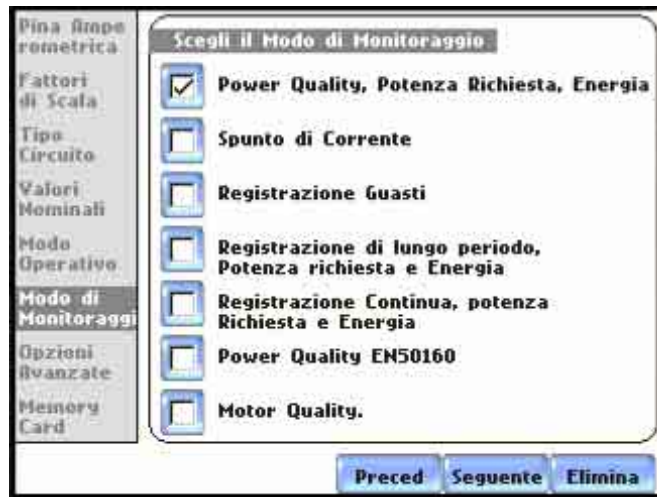 Pina Ampe
rometrica
Fattori
di Scala
Tipo
Circuito
Valori
Nominali
Modo
Operativo
Modo di
Monitoraggi
Opzioni
Avanzate
Memory
Card
Scegli il Modo di Monitoraggio
Power Quality, Potenza Richiesta, Energia
Spunto di Corrente
Registrazione Guasti
Registrazione di lungo periodo,
Potenza richiesta e Energia
Registrazione Continua, potenza
Richiesta e Energia
Power Quality EN50160
Motor Quality.
Preced Seguente Elimina